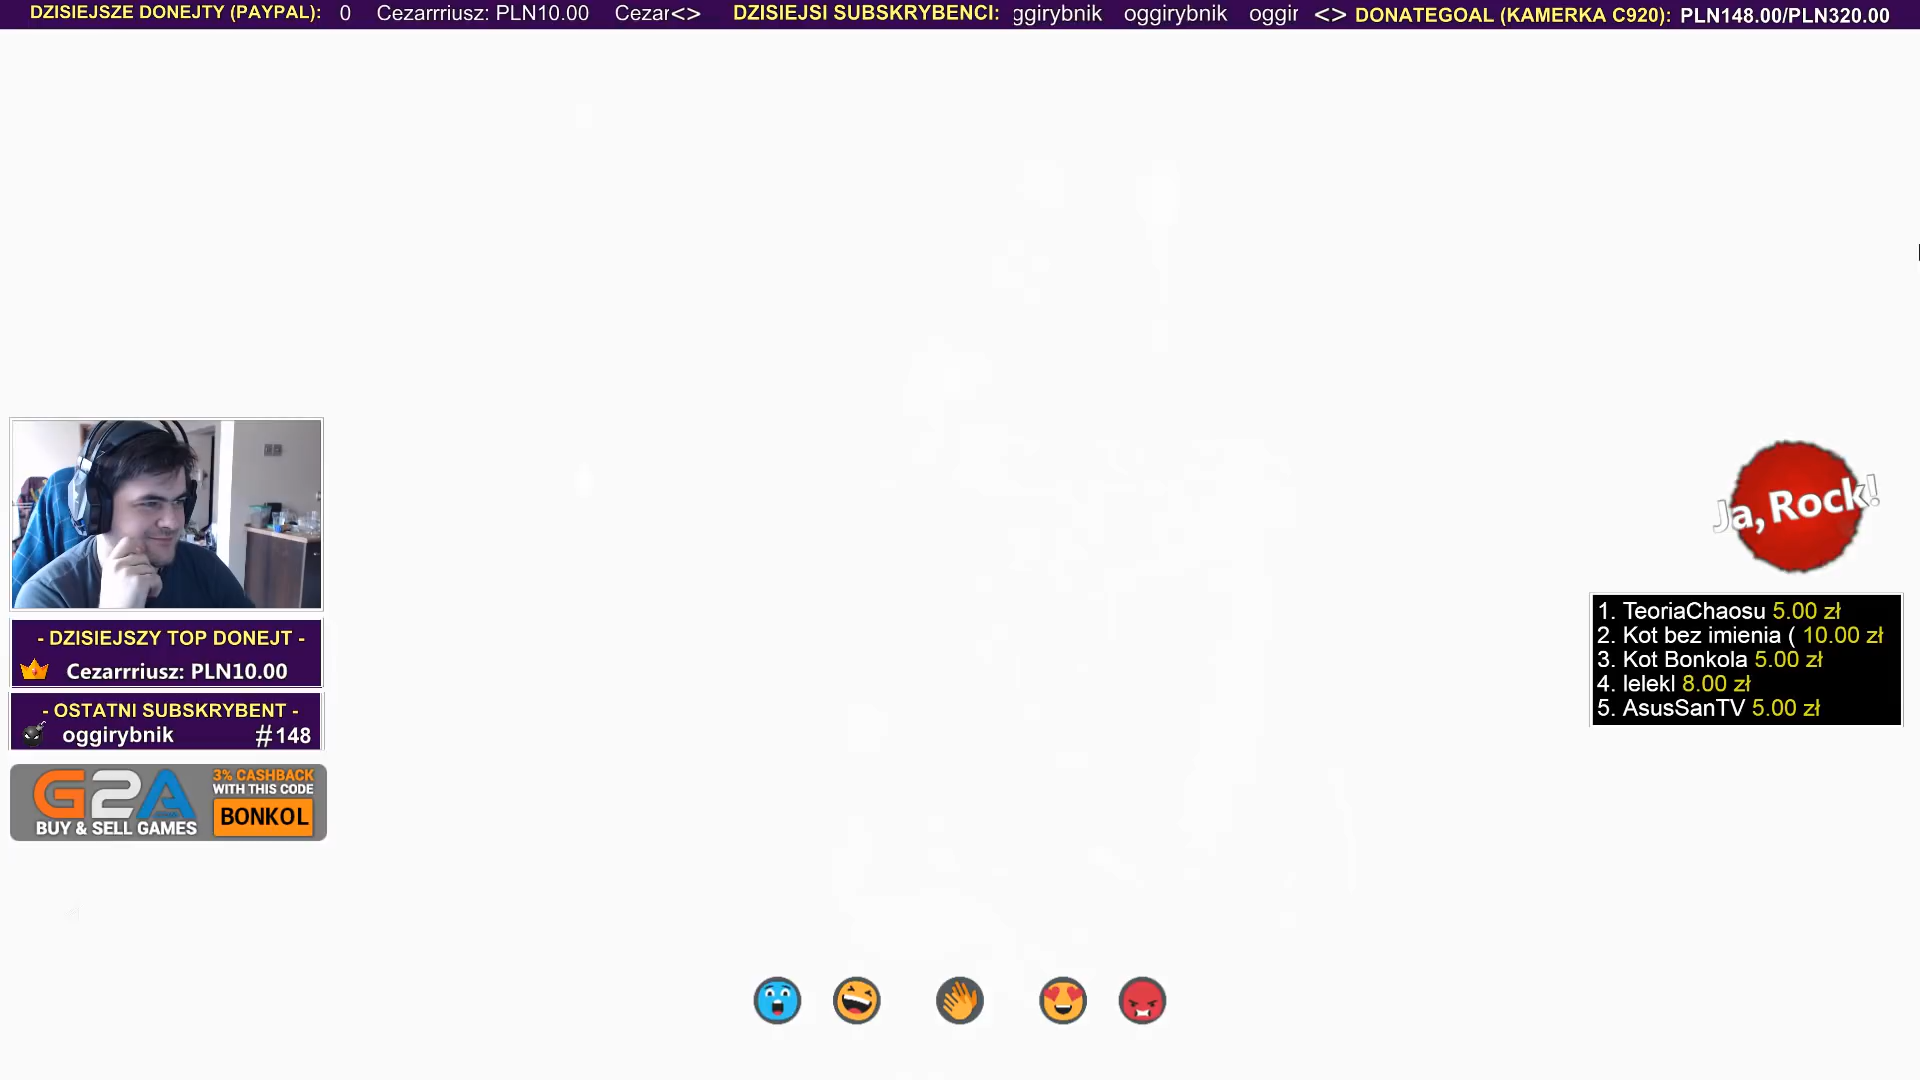 DZISIEJSZE DONEJTY (PAYPAL): 0 Cezarrriusz: PLN10.00 Cezar<> DZISIEJSI SUBSKRYBENCI: ggirybnik oggirybnik oggir <> DONATEGOAL (KAMERKA C920): PLN148.00/PLN320.00
Ja, Rock!
1. TeoriaChaosu 5.00 zł
2. Kot bez imienia ( 10.00 zł
3. Kot Bonkola 5.00 zł
4. lelekl 8.00 zł
5. AsusSanTV 5.00 zł
- DZISIEJSZY TOP DONEJT -
Cezarrriusz: PLN10.00
- OSTATNI SUBSKRYBENT -
oggirybnik #148
G2A
BUY & SELL GAMES
3% CASHBACK
WITH THIS CODE
BONKOL